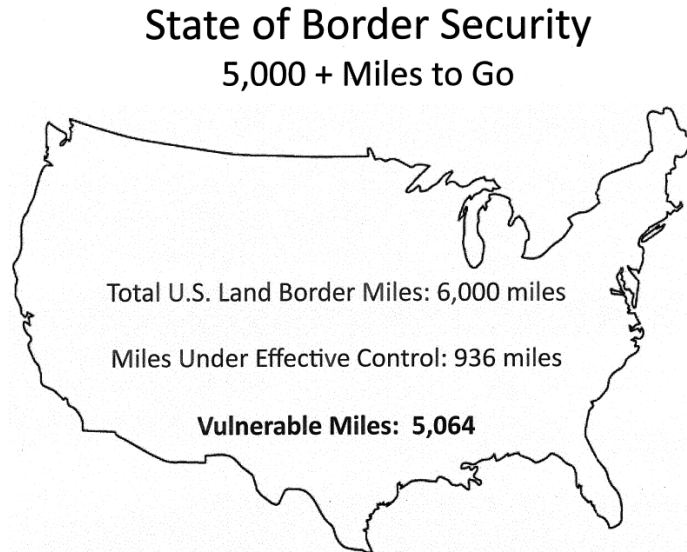 State of Border Security
5,000 + Miles to Go
Total U.S. Land Border Miles: 6,000 miles
Miles Under Effective Control: 936 miles
Vulnerable Miles:  5,064